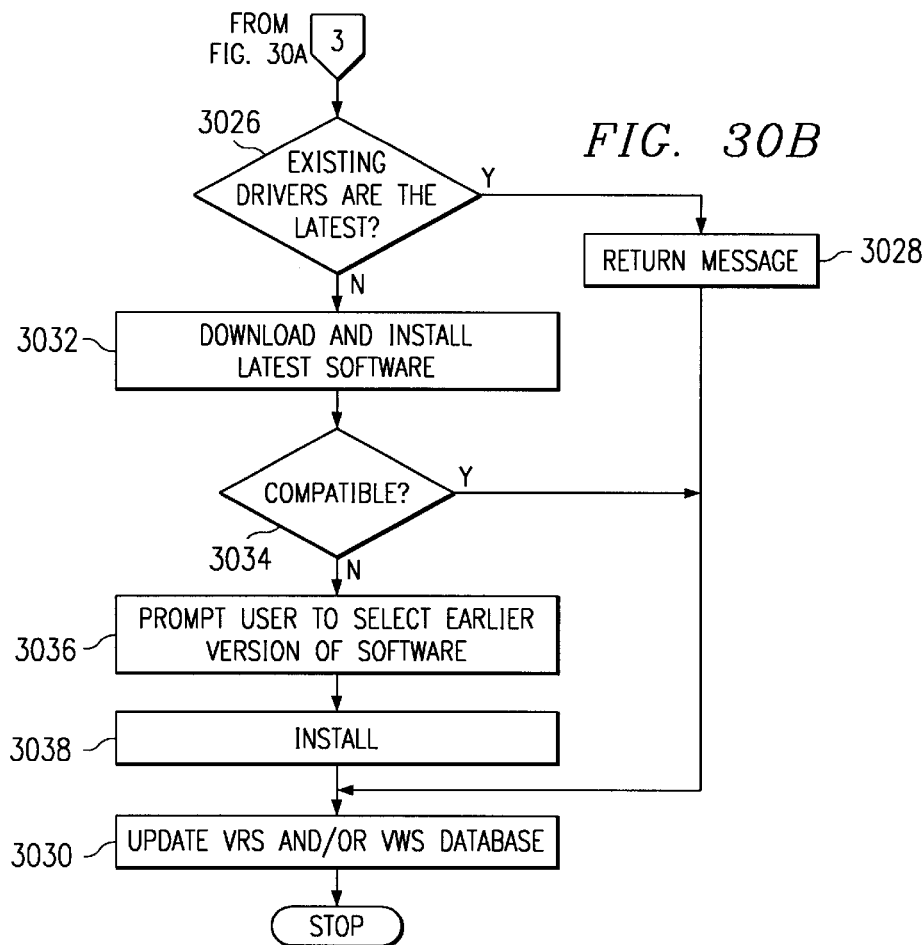 FROM
FIG. 30A
3
3026
EXISTING
DRIVERS ARE THE
LATEST?
FIG. 30B
Y
RETURN MESSAGE
3028
N
3032
DOWNLOAD AND INSTALL
LATEST SOFTWARE
COMPATIBLE?
Y
3034
N
PROMPT USER TO SELECT EARLIER
VERSION OF SOFTWARE
3036
INSTALL
3038
UPDATE VRS AND/OR VWS DATABASE
3030
STOP